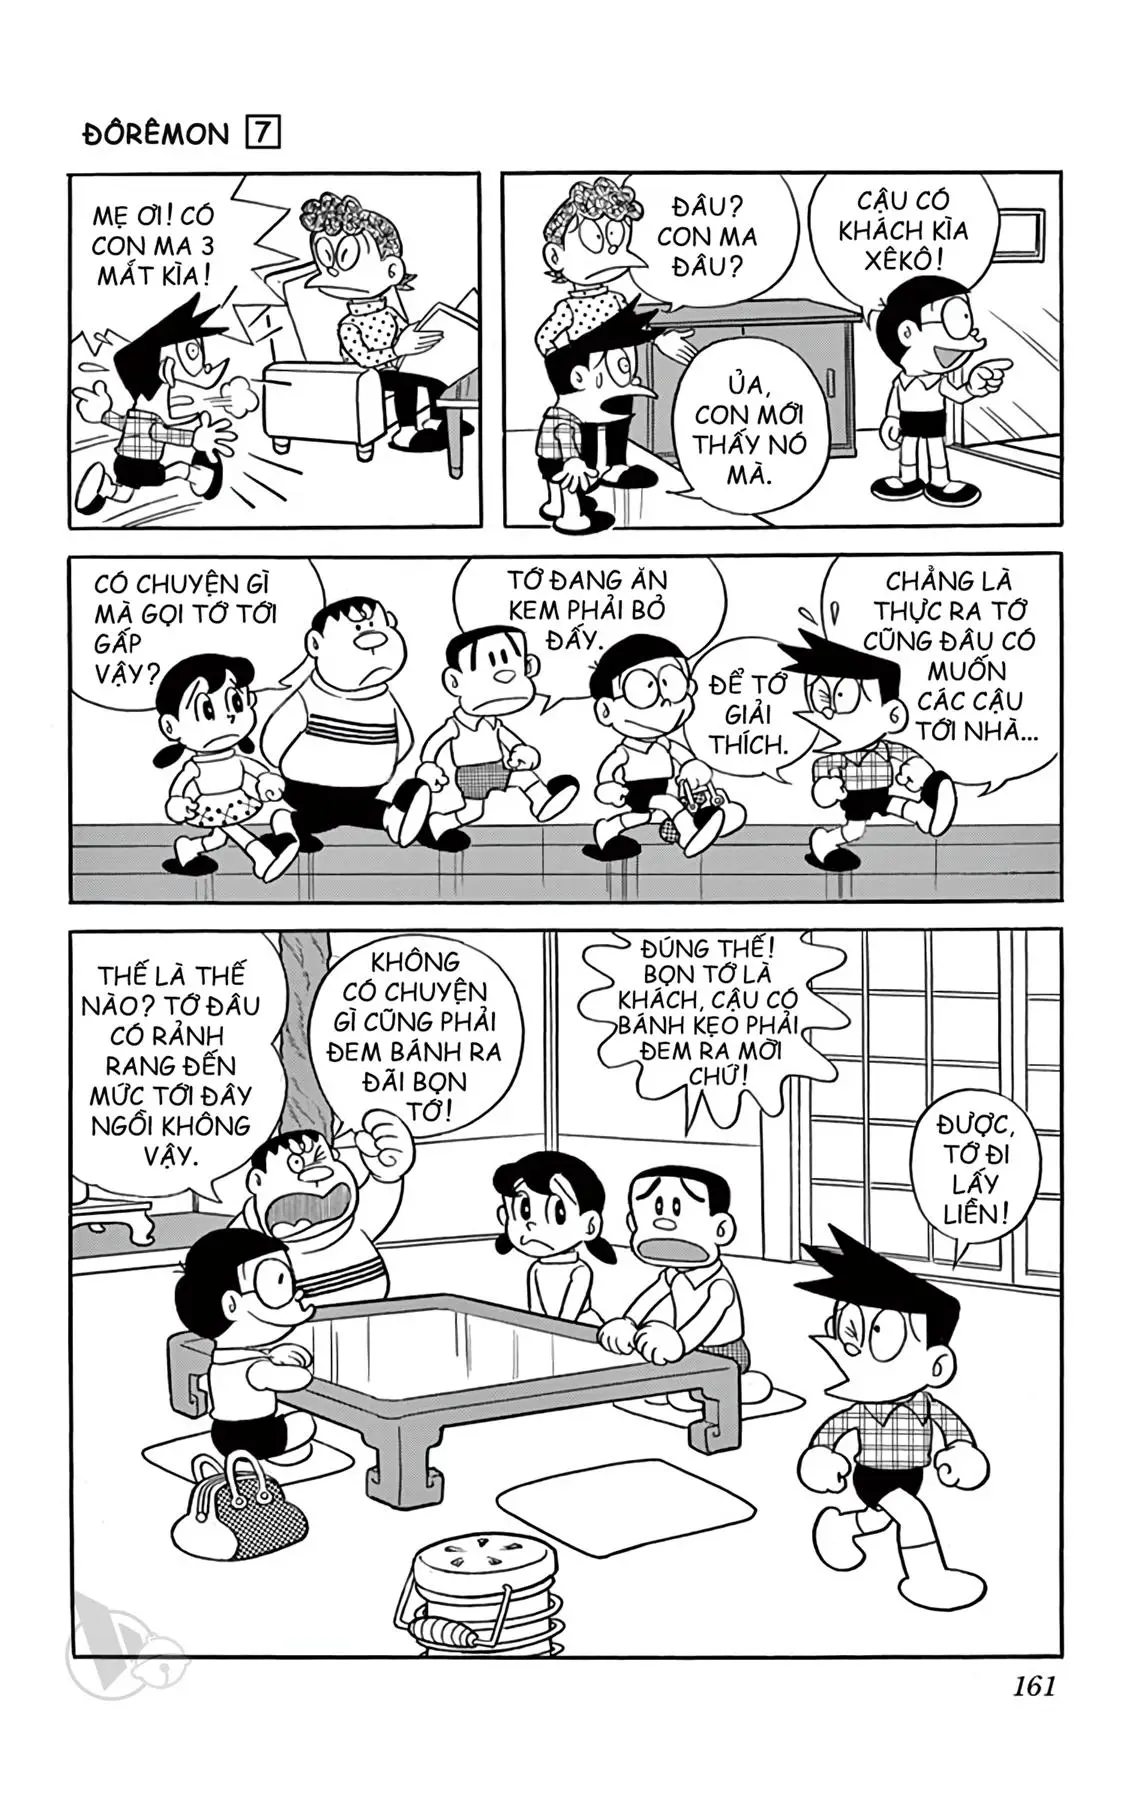 ĐÔRÊMON 7
MẸ ƠI! CÓ
CON MA 3
MẮT KÌA!
ĐÂU?
CON MA
ĐÂU?
CẬU CÓ
KHÁCH KÌA
XÊKÔ!
ỦA,
CON MỚI
THẤY NÓ
MÀ.
CÓ CHUYỆN GÌ
MÀ GỌI TỚ TỚI
GẤP
VẬY?
TỚ ĐANG ĂN
KEM PHẢI BỎ
ĐẤY.
ĐỂ TỚ
GIẢI
THÍCH.
CHẲNG LÀ
THỰC RA TỚ
CŨNG ĐÂU CÓ
MUỐN
CÁC CẬU
TỚI NHÀ...
THẾ LÀ THẾ
NÀO? TỚ ĐÂU
CÓ RẢNH
RANG ĐẾN
MỨC TỚI ĐÂY
NGỒI KHÔNG
VẬY.
KHÔNG
CÓ CHUYỆN
GÌ CŨNG PHẢI
ĐEM BÁNH RA
ĐÃI BỌN
TỚ!
ĐÚNG THẾ!
BỌN TỚ LÀ
KHÁCH, CẬU CÓ
BÁNH KẸO PHẢI
ĐEM RA MỜI
CHỨ!
ĐƯỢC,
TỚ ĐI
LẤY
LIỀN!
161